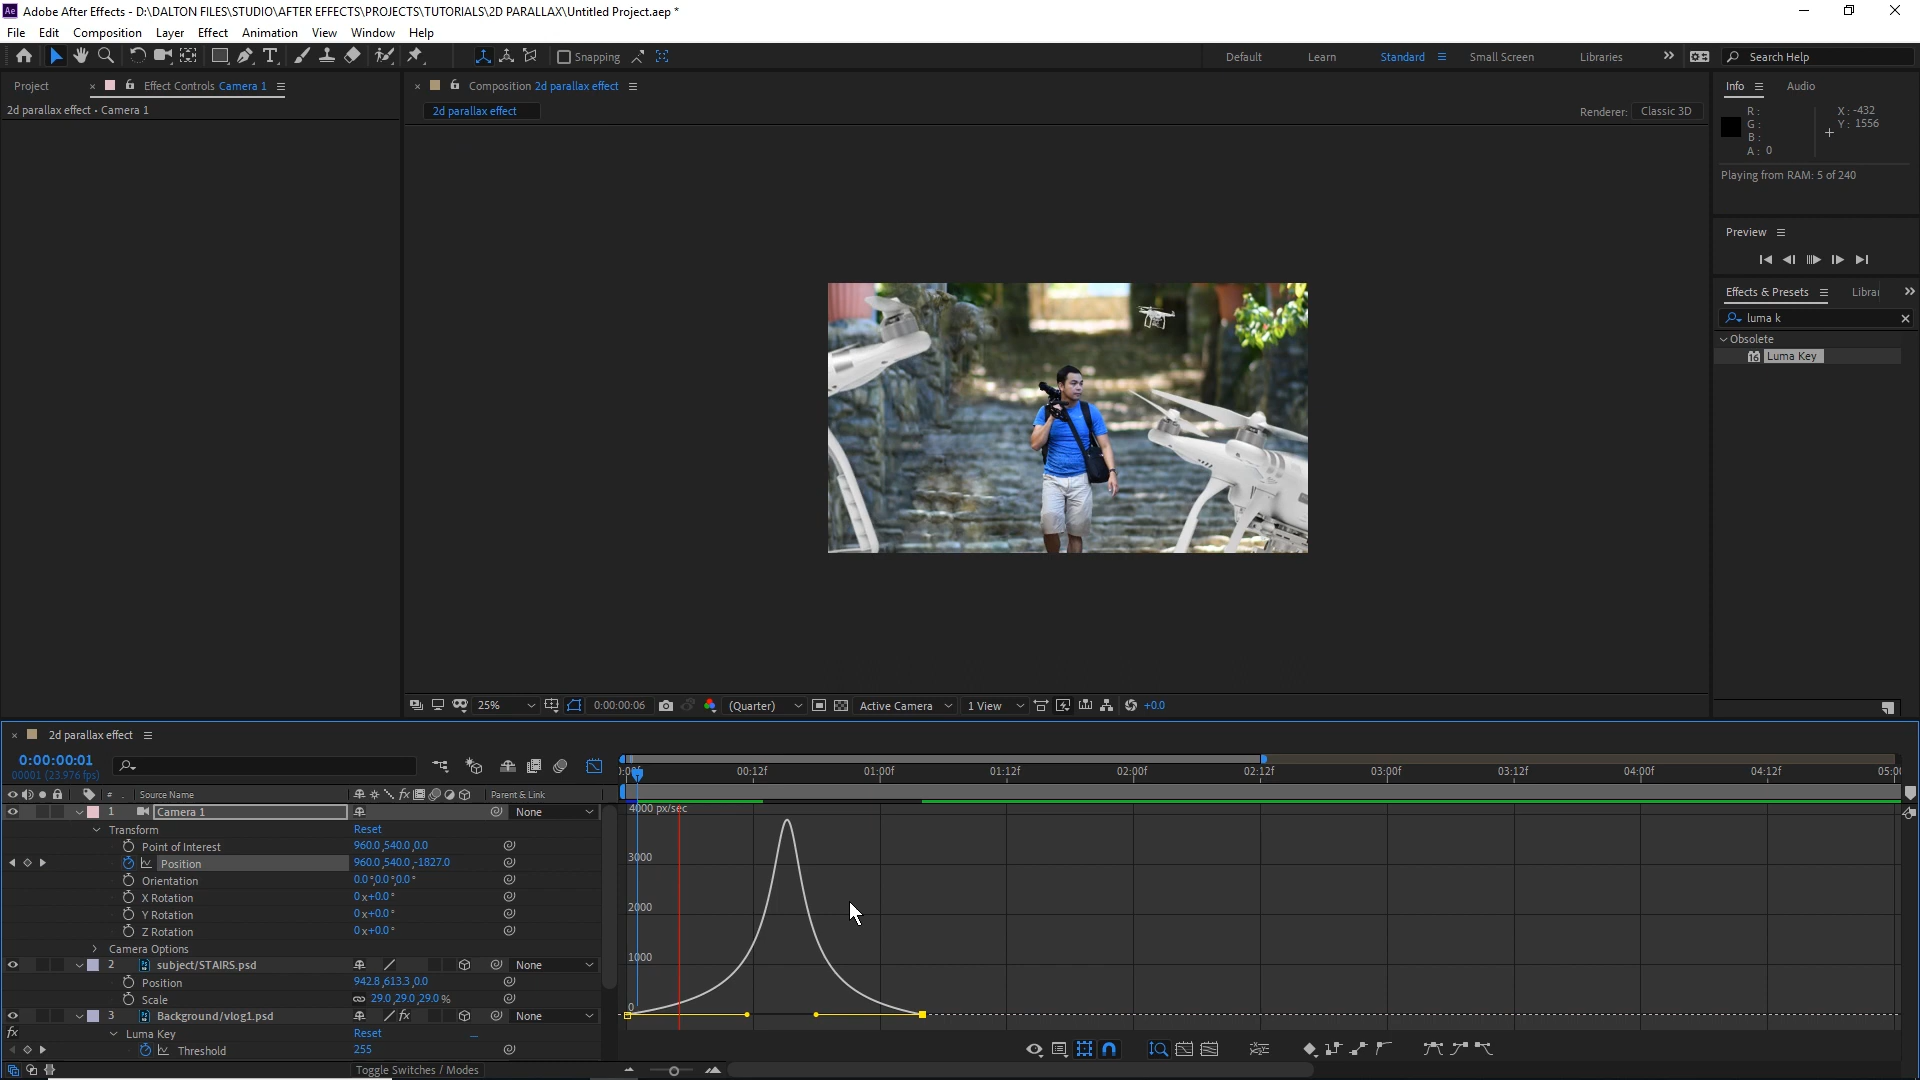 Ae Adobe After Effects - D:\DALTON FILES\STUDIO\AFTER EFFECTS\PROJECTS\TUTORIALS\2D PARALLAX\Untitled Project.aep *
File Edit Composition Layer Effect Animation View Window Help
Snapping
Default Learn Standard Small Screen Libraries Search Help
Project Effect Controls Camera 1
2d parallax effect • Camera 1
Composition 2d parallax effect
2d parallax effect
Renderer: Classic 3D
Info Audio
R:
G:
B:
A: 0
X: -432
Y: 1556
Playing from RAM: 5 of 240
Preview
Effects & Presets Librar
luma k
Obsolete
Luma Key
25% 0:00:00:06 (Quarter) Active Camera 1 View +0.0
2d parallax effect
0:00:00:01
00001 (23.976 fps)
00:12f 01:00f 01:12f 02:00f 02:12f 03:00f 03:12f 04:00f 04:12f
# Source Name Parent & Link
1 Camera 1 None
Transform Reset
Point of Interest 960.0,540.0,0.0
Position 960.0,540.0,-1827.0
Orientation 0.0°,0.0°,0.0°
X Rotation 0x+0.0°
Y Rotation 0x+0.0°
Z Rotation 0x+0.0°
Camera Options
2 subject/STAIRS.psd None
Position 942.8,613.3,0.0
Scale 29.0,29.0,29.0%
3 Background/vlog1.psd fx None
fx Luma Key Reset
Threshold 255
Toggle Switches / Modes
4000 px/sec
3000
2000
1000
0